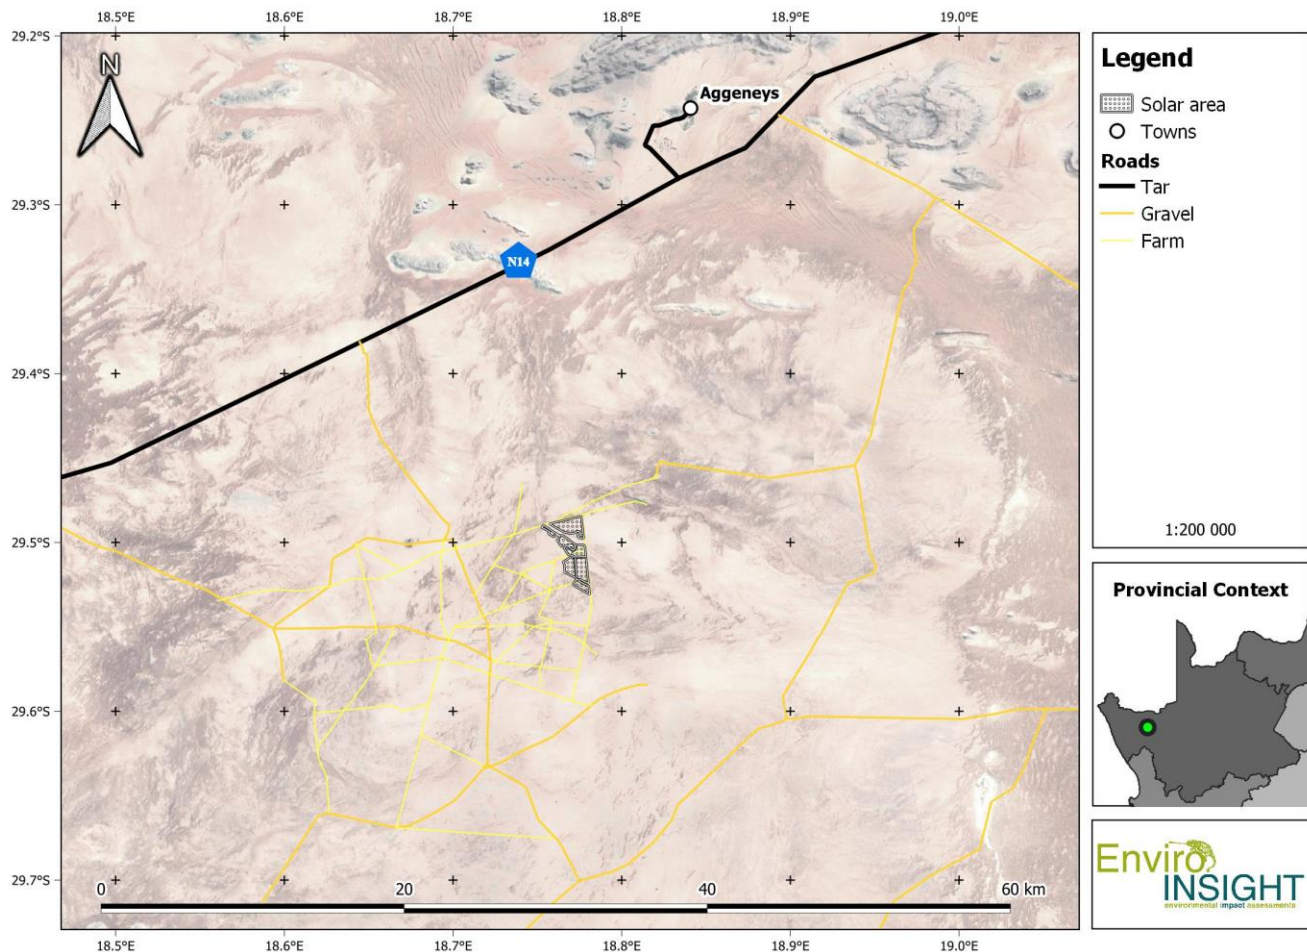 18.5°E 18.6°E 18.7°E 18.8°E 18.9°E 19.0°E
29.2°S
29.3°S
29.4°S
29.5°S
29.6°S
29.7°S
N
Aggeneys
N14
0 20 40 60 km
18.5°E 18.6°E 18.7°E 18.8°E 18.9°E 19.0°E
Legend
Solar area
Towns
Roads
Tar
Gravel
Farm
1:200 000
Provincial Context
Enviro
INSIGHT
environmental impact assessments